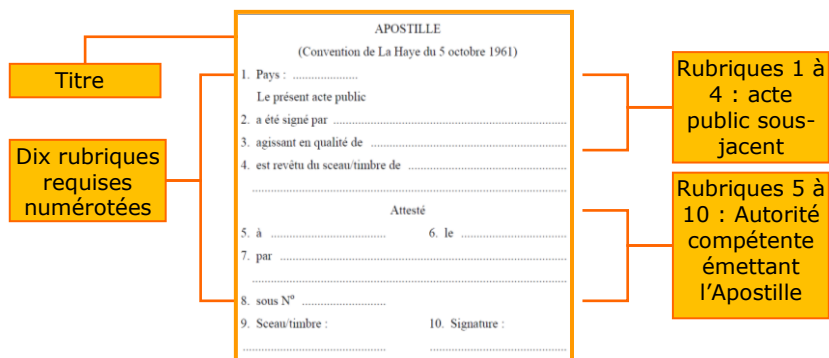 APOSTILLE
(Convention de La Haye du 5 octobre 1961)
1. Pays : .....................
Le présent acte public
2. a été signé par ............................................................................
3. agissant en qualité de ...................................................................
4. est revêtu du sceau/timbre de ......................................................
.....................................................................................................
Attesté
5. à ..................................... 6. le ..................................
7. par ..............................................................................................
.....................................................................................................
8. sous Nº ...........................
9. Sceau/timbre : 10. Signature :
......................................... ............................................
Titre
Dix rubriques
requises
numérotées
Rubriques 1 à
4 : acte
public sous-
jacent
Rubriques 5 à
10 : Autorité
compétente
émettant
l’Apostille